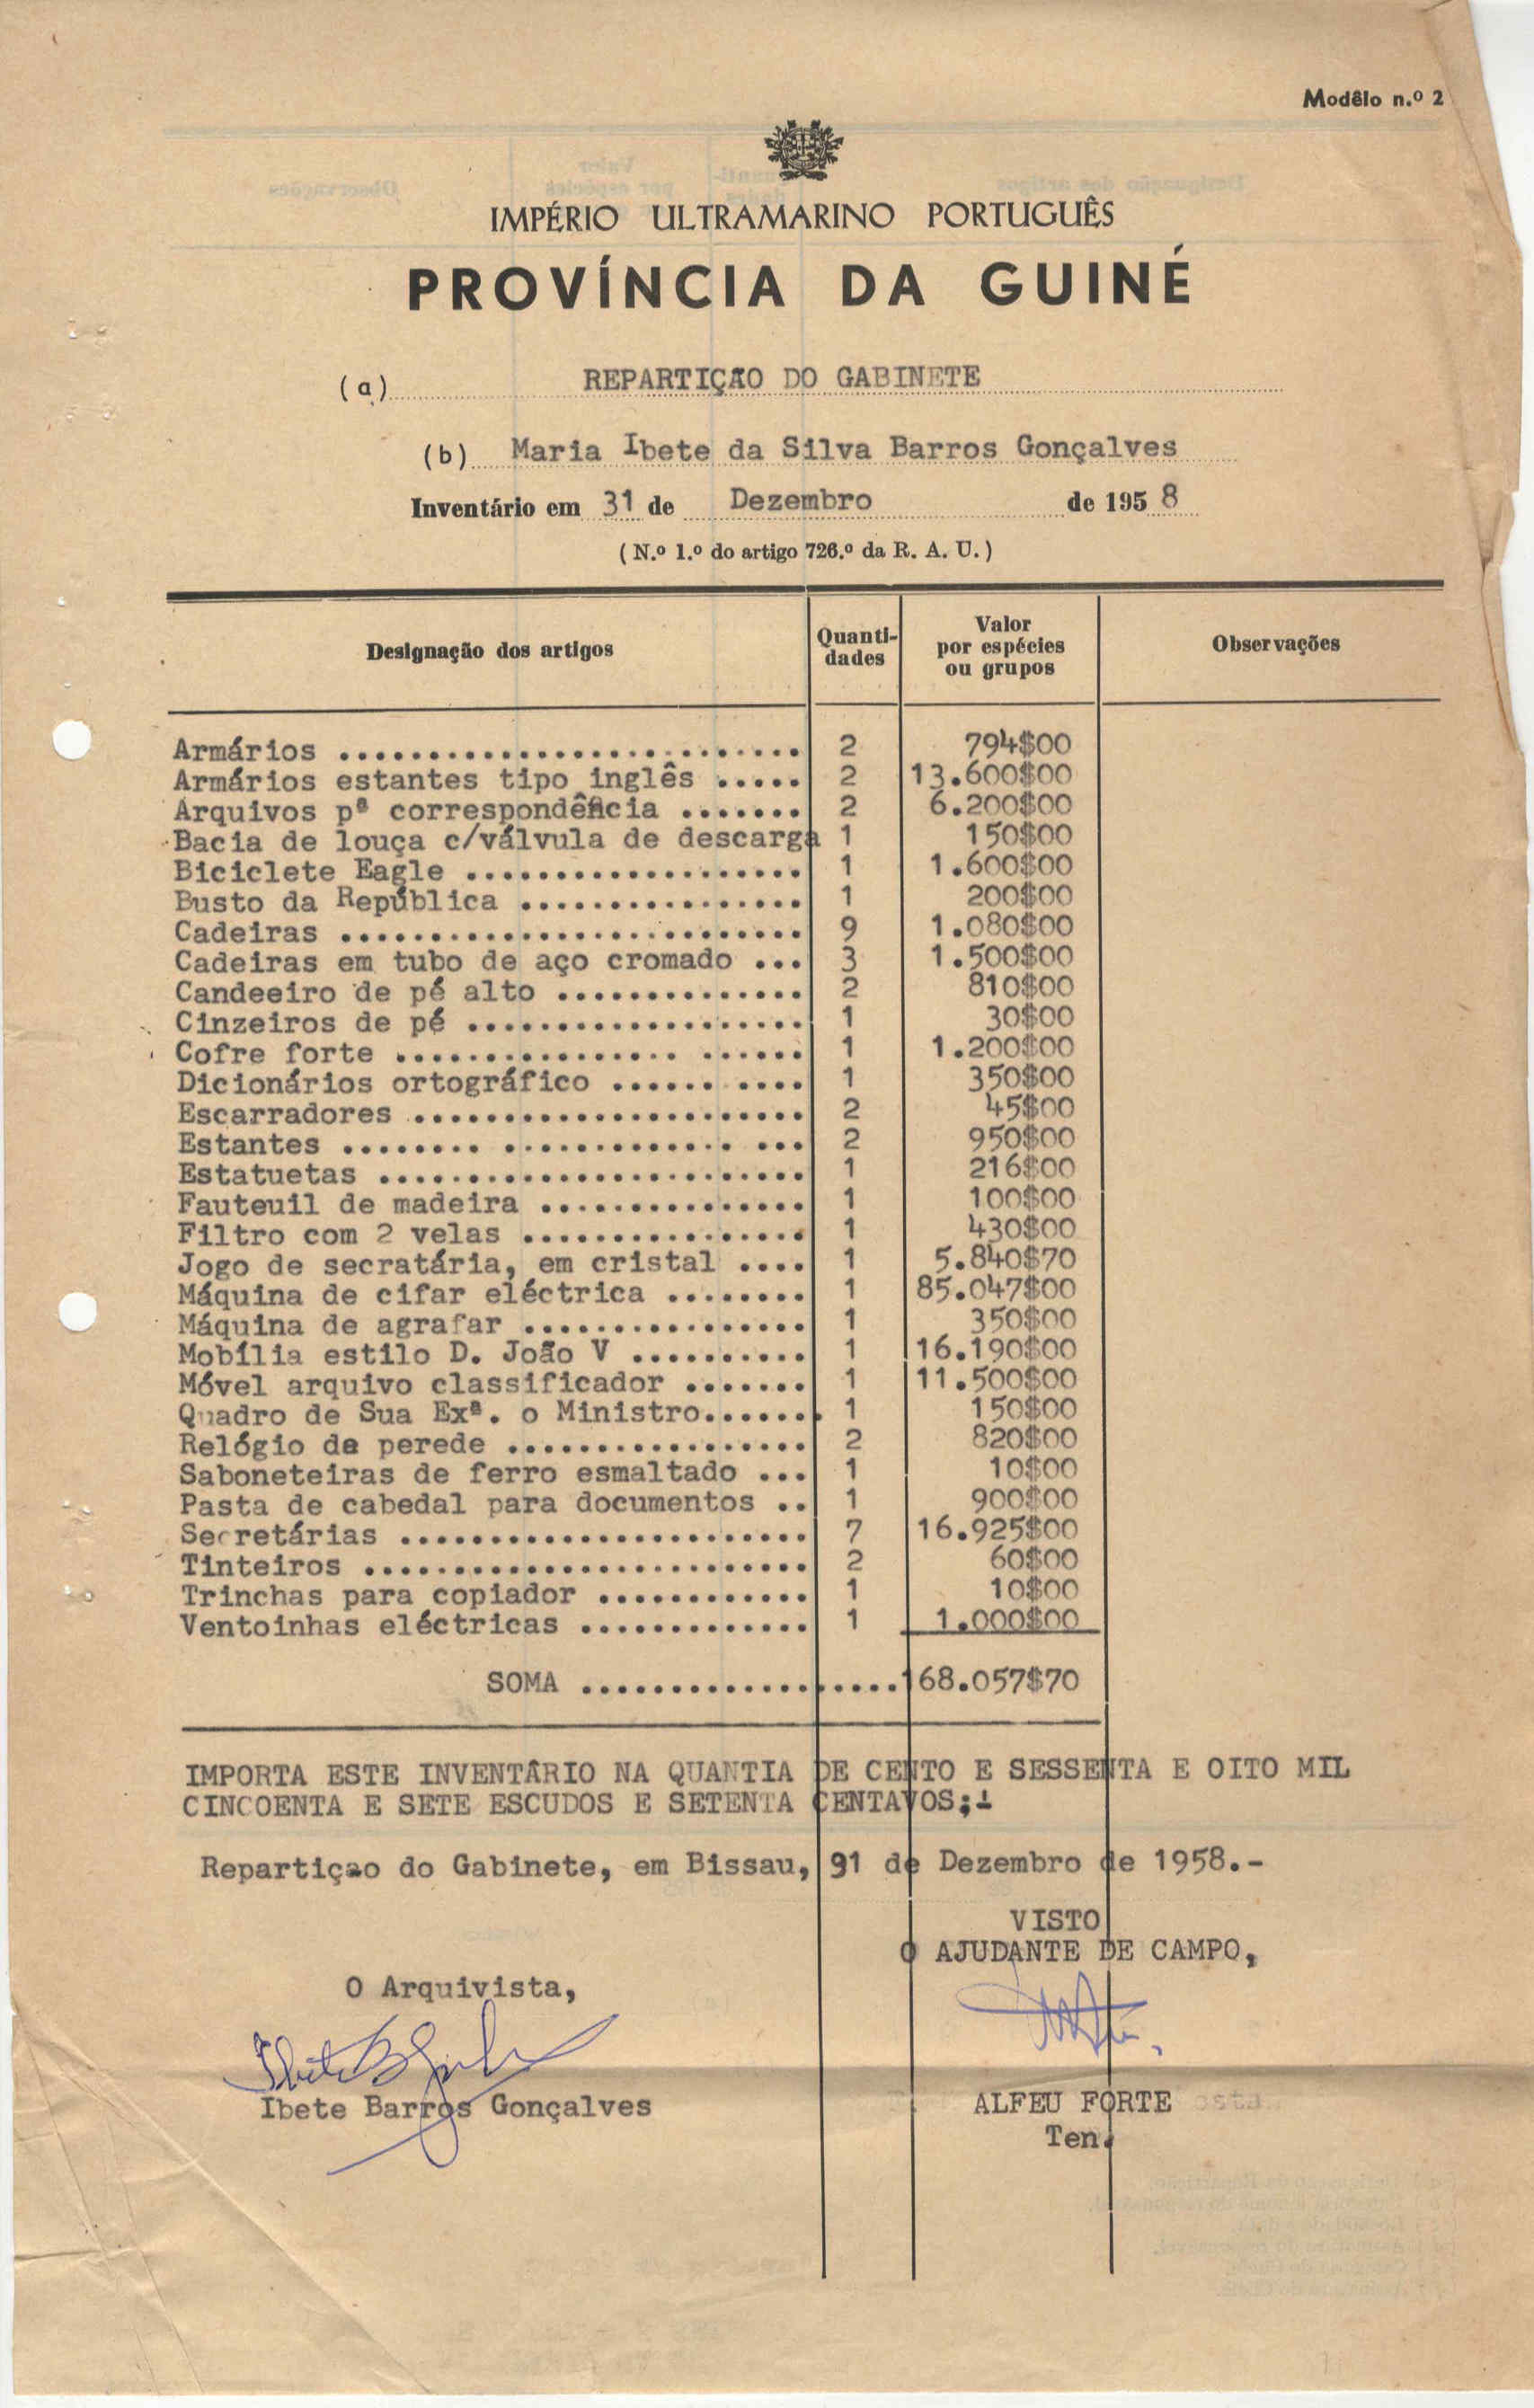 Modêlo n.º 2
IMPÉRIO ULTRAMARINO PORTUGUÊS
PROVÍNCIA DA GUINÉ
(a) REPARTIÇÃO DO GABINETE
(b) Maria Ibete da Silva Barros Gonçalves
Inventário em 31 de Dezembro de 1958
(N.º 1.º do artigo 726.º da R. A. U.)
Designação dos artigos Quanti-dades Valor por espécies ou grupos Observações
Armários .......................... 2 794$00
Armários estantes tipo inglês ..... 2 13.600$00
Arquivos pª correspondência ....... 2 6.200$00
Bacia de louça c/válvula de descarga 1 150$00
Biciclete Eagle ................... 1 1.600$00
Busto da República ................ 1 200$00
Cadeiras .......................... 9 1.080$00
Cadeiras em tubo de aço cromado ... 3 1.500$00
Candeeiro de pé alto .............. 2 810$00
Cinzeiros de pé ................... 1 30$00
Cofre forte ................ ...... 1 1.200$00
Dicionários ortográfico ...... .... 1 350$00
Escarradores ...................... 2 45$00
Estantes ........ ............. ... 2 950$00
Estatuetas ........................ 1 216$00
Fauteuil de madeira ............... 1 100$00
Filtro com 2 velas ................ 1 430$00
Jogo de secratária, em cristal .... 1 5.840$70
Máquina de cifar eléctrica ........ 1 85.047$00
Máquina de agrafar ................ 1 350$00
Mobília estilo D. João V .......... 1 16.190$00
Móvel arquivo classificador ....... 1 11.500$00
Quadro de Sua Exª. o Ministro....... 1 150$00
Relógio de perede ................. 2 820$00
Saboneteiras de ferro esmaltado ... 1 10$00
Pasta de cabedal para documentos .. 1 900$00
Secretárias ....................... 7 16.925$00
Tinteiros ......................... 2 60$00
Trinchas para copiador ............ 1 10$00
Ventoinhas eléctricas ............. 1 1.000$00
SOMA ..................168.057$70
IMPORTA ESTE INVENTÁRIO NA QUANTIA DE CENTO E SESSENTA E OITO MIL
CINCOENTA E SETE ESCUDOS E SETENTA CENTAVOS;-
Repartiçao do Gabinete, em Bissau, 31 de Dezembro de 1958.-
VISTO
O AJUDANTE DE CAMPO,
O Arquivista,
Ibete Barros Gonçalves
ALFEU FORTE
Ten.